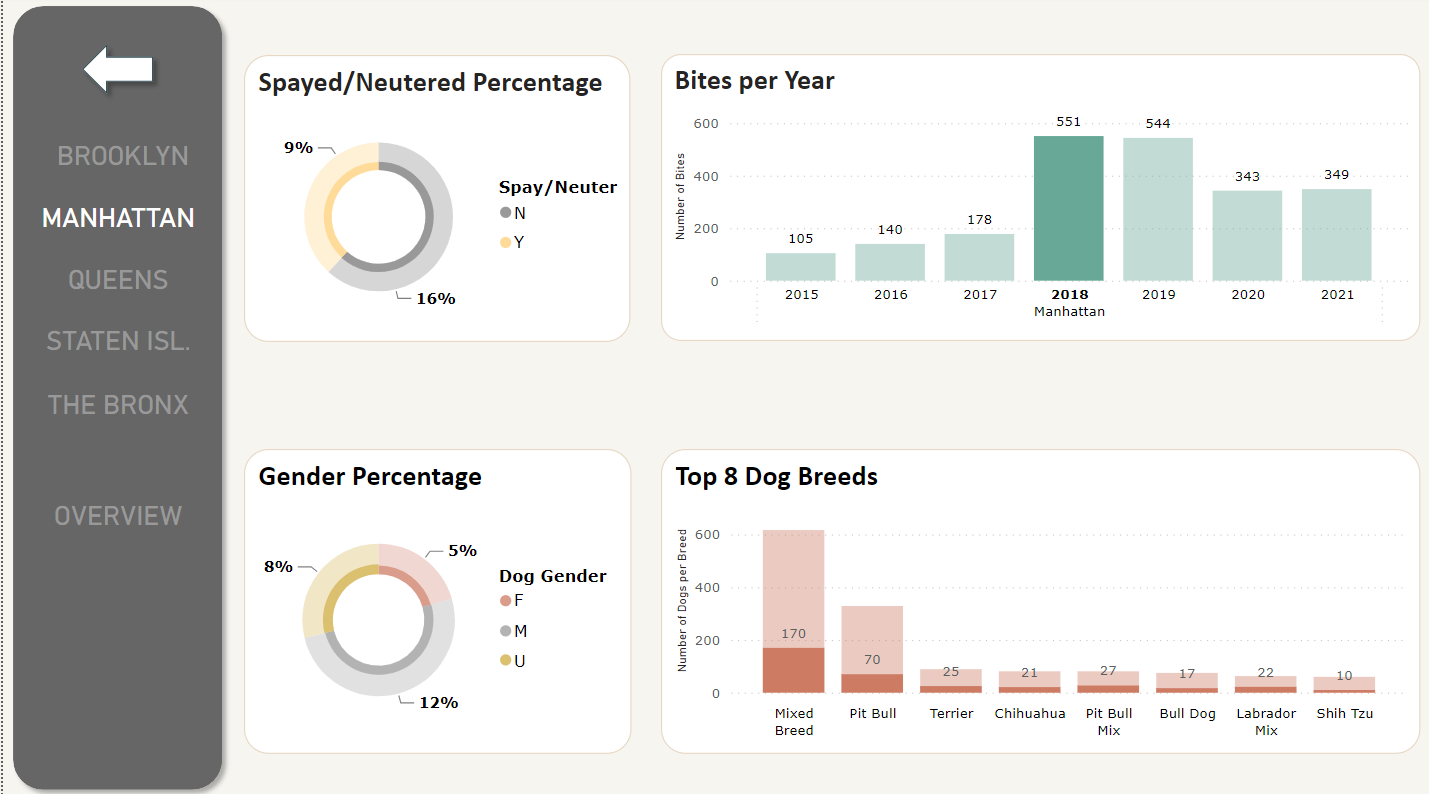 BROOKLYN
MANHATTAN
QUEENS
STATEN ISL.
THE BRONX
OVERVIEW
Spayed/Neutered Percentage
9%
16%
Spay/Neuter
N
Y
Bites per Year
Number of Bites
600
400
200
0
105
140
178
551
544
343
349
2015
2016
2017
2018
2019
2020
2021
Manhattan
Gender Percentage
8%
5%
12%
Dog Gender
F
M
U
Top 8 Dog Breeds
Number of Dogs per Breed
600
400
200
0
170
70
25
21
27
17
22
10
Mixed Breed
Pit Bull
Terrier
Chihuahua
Pit Bull Mix
Bull Dog
Labrador Mix
Shih Tzu